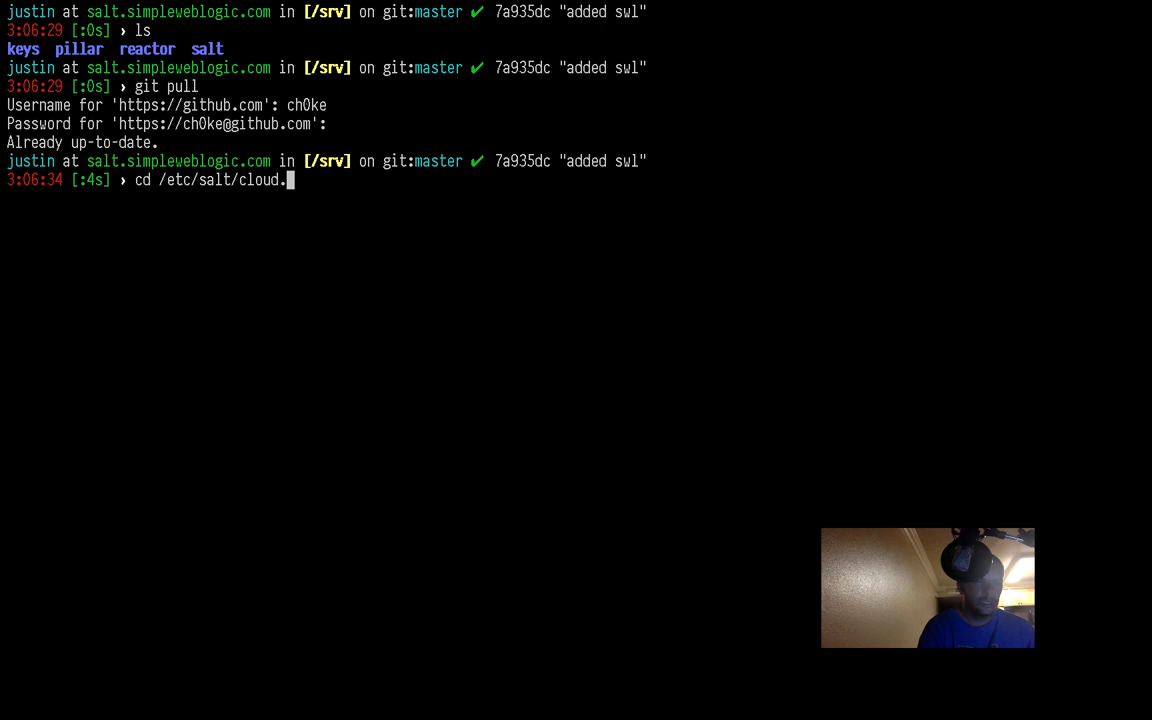 justin at salt.simpleweblogic.com in [/srv] on git:master ✔ 7a935dc "added swl"
3:06:29 [:0s] › ls
keys  pillar  reactor  salt
justin at salt.simpleweblogic.com in [/srv] on git:master ✔ 7a935dc "added swl"
3:06:29 [:0s] › git pull
Username for 'https://github.com': ch0ke
Password for 'https://ch0ke@github.com':
Already up-to-date.
justin at salt.simpleweblogic.com in [/srv] on git:master ✔ 7a935dc "added swl"
3:06:34 [:4s] › cd /etc/salt/cloud.